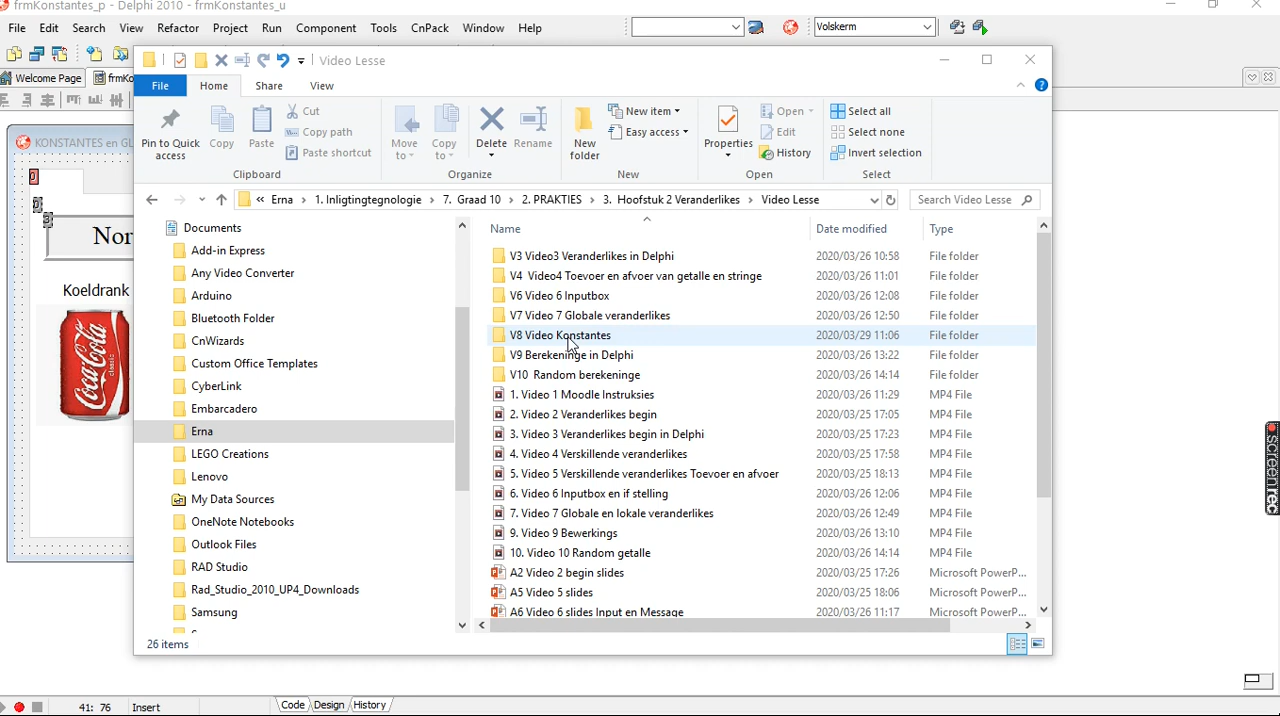 frmKonstantes_p - Delphi 2010 - frmKonstantes_u
File Edit Search View Refactor Project Run Component Tools CnPack Window Help
Volskerm
Video Lesse
Welcome Page
frmKo
File Home Share View
Pin to Quick access
Copy
Paste
Cut
Copy path
Paste shortcut
Move to
Copy to
Delete
Rename
New folder
New item
Easy access
Properties
Open
Edit
History
Select all
Select none
Invert selection
Clipboard Organize New Open Select
KONSTANTES en GL
« Erna > 1. Inligtingtegnologie > 7. Graad 10 > 2. PRAKTIES > 3. Hoofstuk 2 Veranderlikes > Video Lesse
Search Video Lesse
Nor
Koeldrank
Coca-Cola
classic
Documents
Add-in Express
Any Video Converter
Arduino
Bluetooth Folder
CnWizards
Custom Office Templates
CyberLink
Embarcadero
Erna
LEGO Creations
Lenovo
My Data Sources
OneNote Notebooks
Outlook Files
RAD Studio
Rad_Studio_2010_UP4_Downloads
Samsung
Name Date modified Type
V3 Video3 Veranderlikes in Delphi 2020/03/26 10:58 File folder
V4 Video4 Toevoer en afvoer van getalle en stringe 2020/03/26 11:01 File folder
V6 Video 6 Inputbox 2020/03/26 12:08 File folder
V7 Video 7 Globale veranderlikes 2020/03/26 12:50 File folder
V8 Video Konstantes 2020/03/29 11:06 File folder
V9 Berekeninge in Delphi 2020/03/26 13:22 File folder
V10 Random berekeninge 2020/03/26 14:14 File folder
1. Video 1 Moodle Instruksies 2020/03/26 11:29 MP4 File
2. Video 2 Veranderlikes begin 2020/03/25 17:05 MP4 File
3. Video 3 Veranderlikes begin in Delphi 2020/03/25 17:23 MP4 File
4. Video 4 Verskillende veranderlikes 2020/03/25 17:58 MP4 File
5. Video 5 Verskillende veranderlikes Toevoer en afvoer 2020/03/25 18:13 MP4 File
6. Video 6 Inputbox en if stelling 2020/03/26 12:06 MP4 File
7. Video 7 Globale en lokale veranderlikes 2020/03/26 12:49 MP4 File
9. Video 9 Bewerkings 2020/03/26 13:10 MP4 File
10. Video 10 Random getalle 2020/03/26 14:14 MP4 File
A2 Video 2 begin slides 2020/03/25 17:26 Microsoft PowerP...
A5 Video 5 slides 2020/03/25 18:06 Microsoft PowerP...
A6 Video 6 slides Input en Message 2020/03/26 11:17 Microsoft PowerP...
26 items
screenrec
41: 76 Insert Code Design History